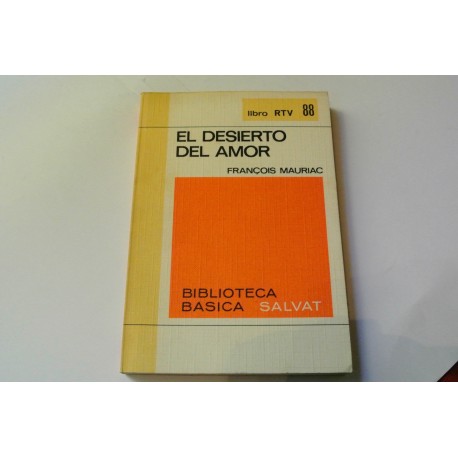 libro RTV 88
EL DESIERTO
DEL AMOR
FRANÇOIS MAURIAC
BIBLIOTECA
BASICA SALVAT